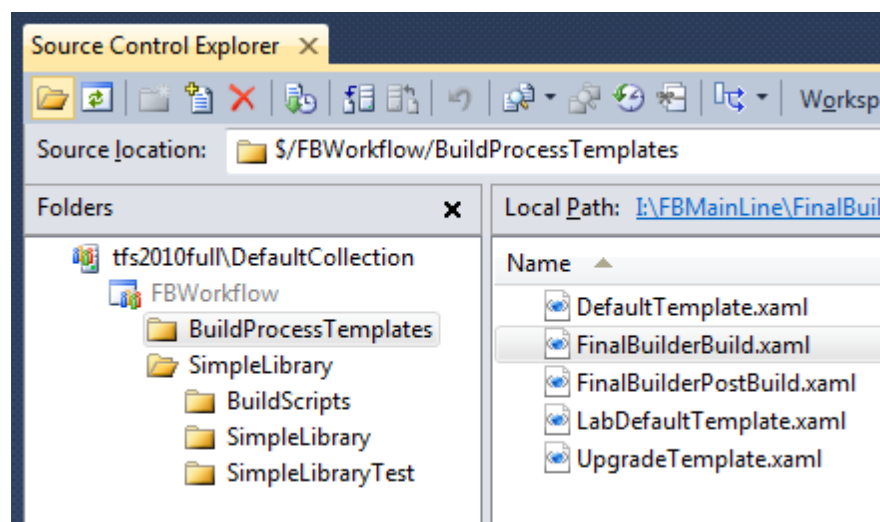 Source Control Explorer
Worksp
Source location: $/FBWorkflow/BuildProcessTemplates
Folders
Local Path: I:\FBMainLine\FinalBuil
tfs2010full\DefaultCollection
FBWorkflow
BuildProcessTemplates
SimpleLibrary
BuildScripts
SimpleLibrary
SimpleLibraryTest
Name
DefaultTemplate.xaml
FinalBuilderBuild.xaml
FinalBuilderPostBuild.xaml
LabDefaultTemplate.xaml
UpgradeTemplate.xaml